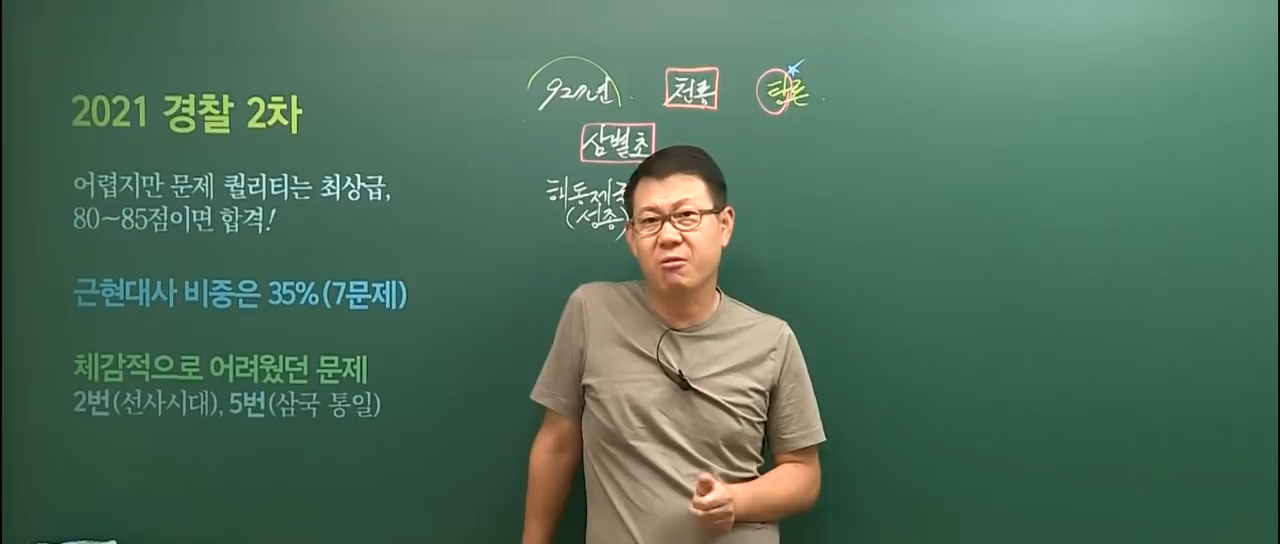 2021 경찰 2차
어렵지만 문제 퀄리티는 최상급,
80~85점이면 합격!
근현대사 비중은 35%(7문제)
체감적으로 어려웠던 문제
2번(선사시대), 5번(삼국 통일)
927년. 탕론.
삼별초
해동제국
(성종)